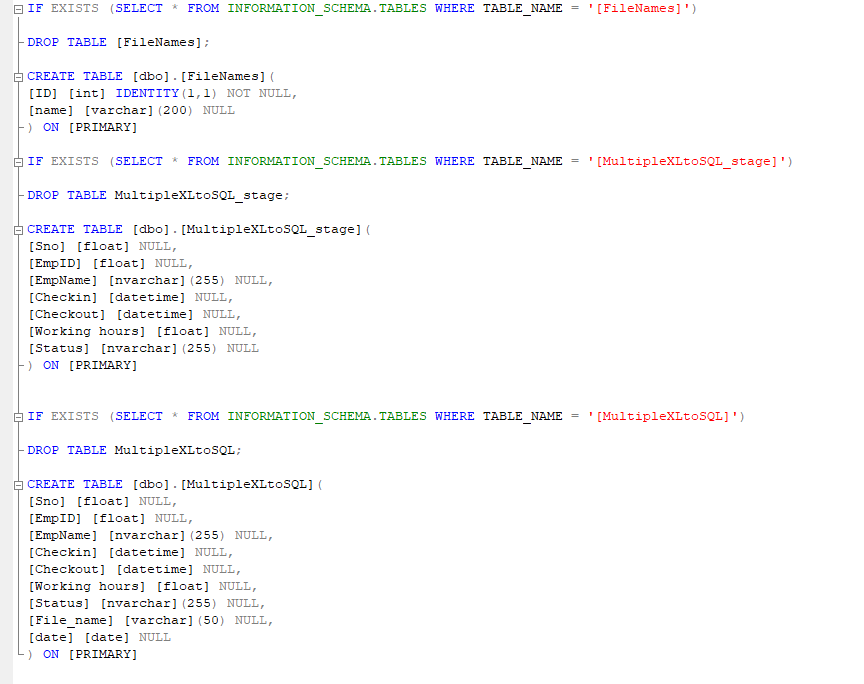 IF EXISTS (SELECT * FROM INFORMATION_SCHEMA.TABLES WHERE TABLE_NAME = '[FileNames]')
DROP TABLE [FileNames];
CREATE TABLE [dbo].[FileNames](
[ID] [int] IDENTITY(1,1) NOT NULL,
[name] [varchar](200) NULL
) ON [PRIMARY]
IF EXISTS (SELECT * FROM INFORMATION_SCHEMA.TABLES WHERE TABLE_NAME = '[MultipleXLtoSQL_stage]')
DROP TABLE MultipleXLtoSQL_stage;
CREATE TABLE [dbo].[MultipleXLtoSQL_stage](
[Sno] [float] NULL,
[EmpID] [float] NULL,
[EmpName] [nvarchar](255) NULL,
[Checkin] [datetime] NULL,
[Checkout] [datetime] NULL,
[Working hours] [float] NULL,
[Status] [nvarchar](255) NULL
) ON [PRIMARY]
IF EXISTS (SELECT * FROM INFORMATION_SCHEMA.TABLES WHERE TABLE_NAME = '[MultipleXLtoSQL]')
DROP TABLE MultipleXLtoSQL;
CREATE TABLE [dbo].[MultipleXLtoSQL](
[Sno] [float] NULL,
[EmpID] [float] NULL,
[EmpName] [nvarchar](255) NULL,
[Checkin] [datetime] NULL,
[Checkout] [datetime] NULL,
[Working hours] [float] NULL,
[Status] [nvarchar](255) NULL,
[File_name] [varchar](50) NULL,
[date] [date] NULL
) ON [PRIMARY]